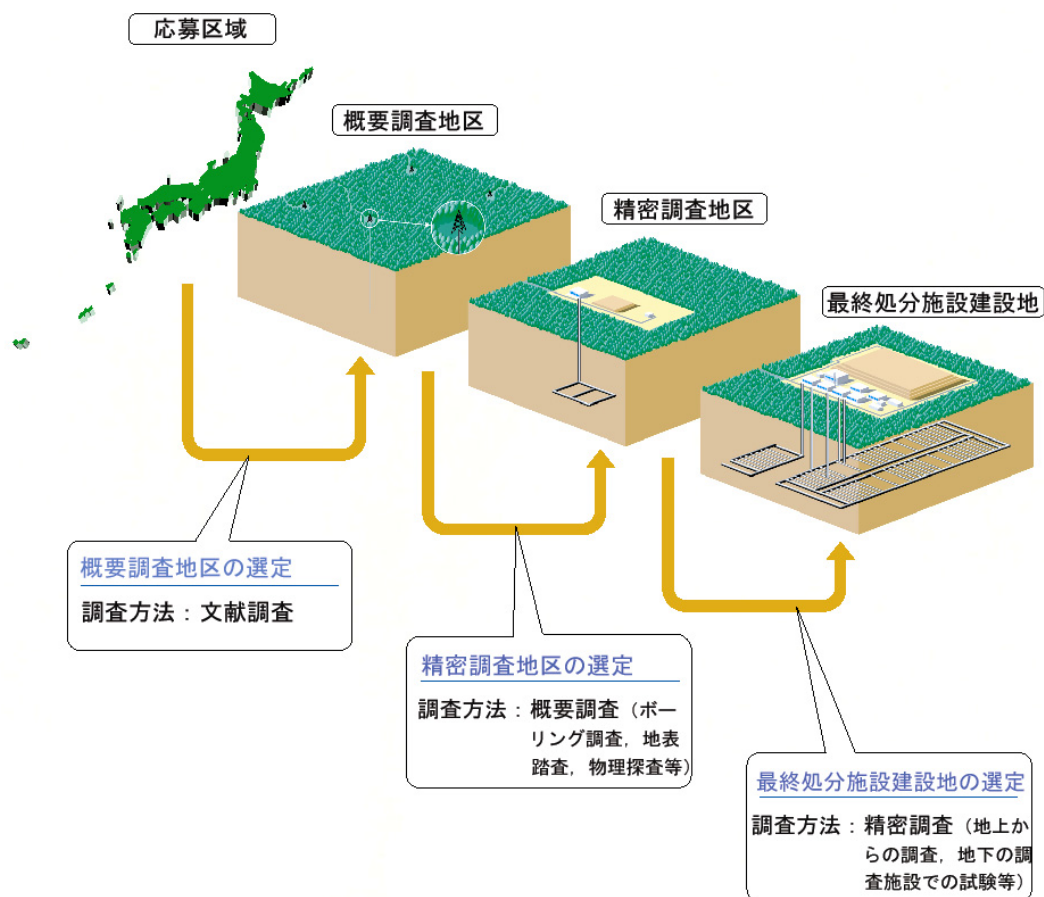 応募区域
概要調査地区
精密調査地区
最終処分施設建設地
概要調査地区の選定
調査方法：文献調査
精密調査地区の選定
調査方法：概要調査（ボー
リング調査，地表
踏査，物理探査等）
最終処分施設建設地の選定
調査方法：精密調査（地上か
らの調査，地下の調
査施設での試験等）